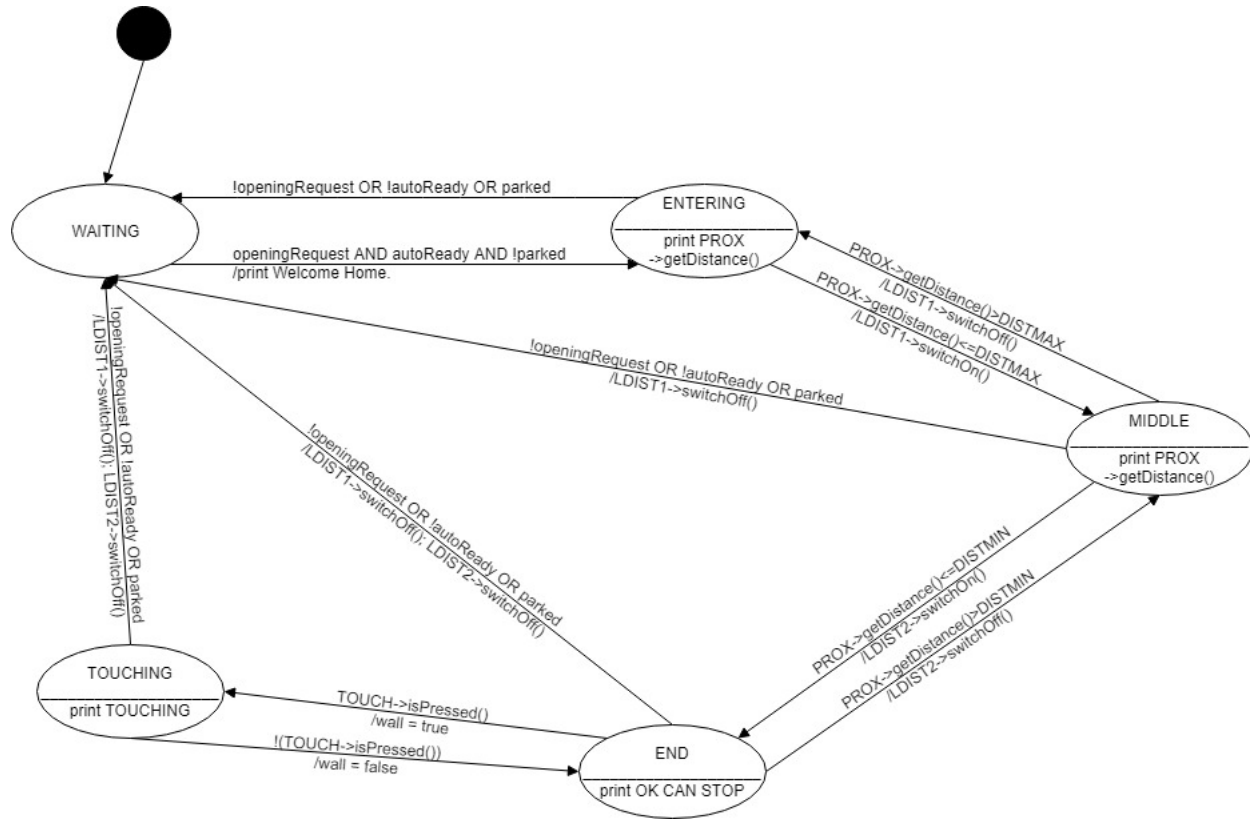 !openingRequest OR !autoReady OR parked
WAITING
ENTERING
print PROX
->getDistance()
openingRequest AND autoReady AND !parked
/print Welcome Home.
PROX->getDistance()>DISTMAX
/LDIST1->switchOff()
PROX->getDistance()<=DISTMAX
/LDIST1->switchOn()
!openingRequest OR !autoReady OR parked
/LDIST1->switchOff()
MIDDLE
print PROX
->getDistance()
!openingRequest OR !autoReady OR parked
/LDIST1->switchOff(); LDIST2->switchOff()
!openingRequest OR !autoReady OR parked
/LDIST1->switchOff(); LDIST2->switchOff()
PROX->getDistance()<=DISTMIN
/LDIST2->switchOn()
PROX->getDistance()>DISTMIN
/LDIST2->switchOff()
TOUCHING
print TOUCHING
TOUCH->isPressed()
/wall = true
!(TOUCH->isPressed())
/wall = false
END
print OK CAN STOP